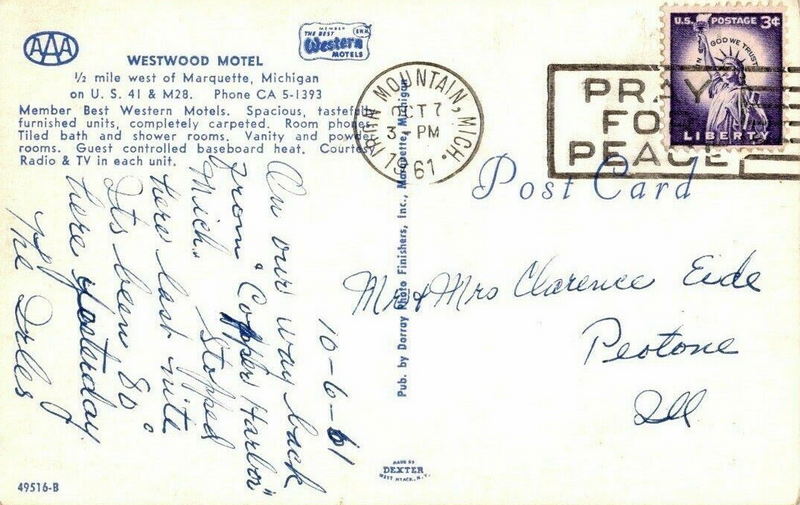 AAA
WESTWOOD MOTEL
1/2 mile west of Marquette, Michigan
on U. S. 41 & M28. Phone CA 5-1393
Member Best Western Motels. Spacious, tastefully
furnished units, completely carpeted. Room phones
Tiled bath and shower rooms. Vanity and powder
rooms. Guest controlled baseboard heat. Courtesy
Radio & TV in each unit.
MEMBER
THE BEST
Western
MOTELS
IRON MOUNTAIN, MICH.
OCT 7
3 PM
1961
PRAY
FOR
PEACE
U.S. POSTAGE 3¢
IN GOD WE TRUST
LIBERTY
Post Card
10-6-61
On our way back
from "Copper Harbor"
Mich. Stopped
here last nite.
Its been 80°
here yesterday
The Dales
Pub. by Dorray Photo Finishers, Inc., Marquette, Michigan
Mr & Mrs Clarence Eide
Peotone
Ill
MADE BY
DEXTER
WEST NYACK, N.Y.
49516-B